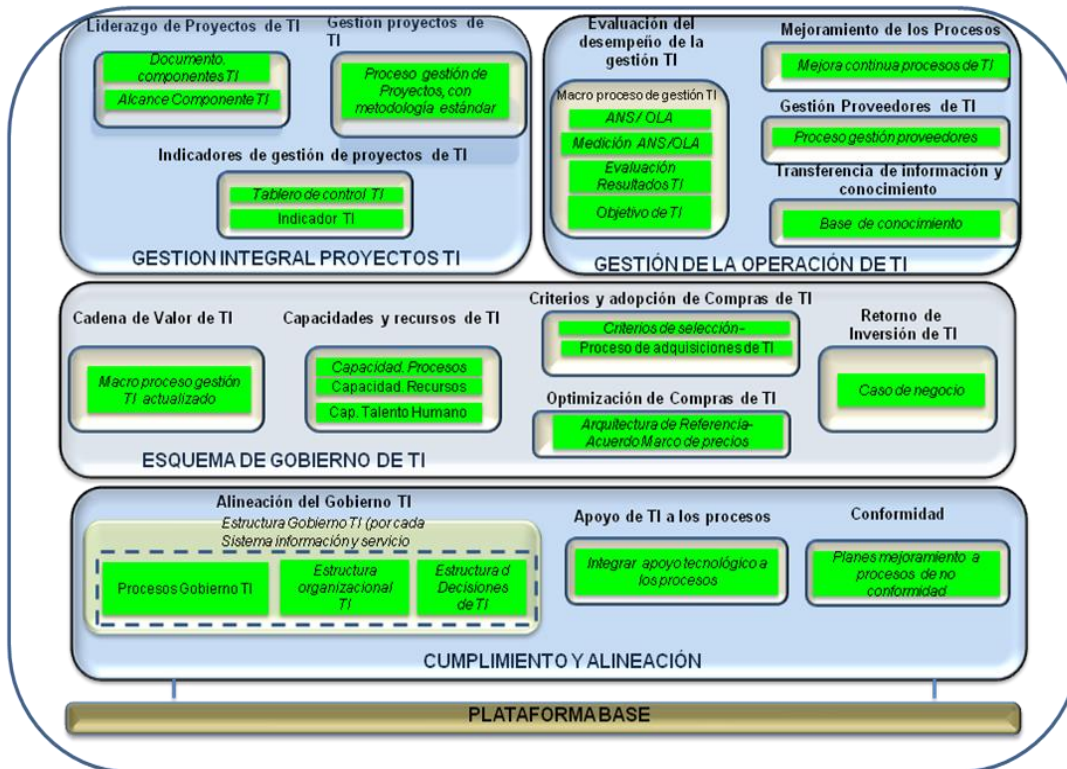 Liderazgo de Proyectos de TI
Documento.
componentes TI
Alcance Componente TI
Gestión proyectos de
TI
Proceso gestión de
Proyectos, con
metodología estándar
Indicadores de gestión de proyectos de TI
Tablero de control TI
Indicador TI
GESTION INTEGRAL PROYECTOS TI
Evaluación del
desempeño de la
gestión TI
Macro proceso de gestión TI
ANS/ OLA
Medición ANS/OLA
Evaluación
Resultados TI
Objetivo de TI
Mejoramiento de los Procesos
Mejora continua procesos de TI
Gestión Proveedores de TI
Proceso gestión proveedores
Transferencia de información y
conocimiento
Base de conocimiento
GESTIÓN DE LA OPERACIÓN DE TI
Cadena de Valor de TI
Macro proceso gestión
TI actualizado
Capacidades y recursos de TI
Capacidad. Procesos
Capacidad. Recursos
Cap. Talento Humano
Criterios y adopción de Compras de TI
Criterios de selección–
Proceso de adquisiciones de TI
Optimización de Compras de TI
Arquitectura de Referencia-
Acuerdo Marco de precios
Retorno de
Inversión de TI
Caso de negocio
ESQUEMA DE GOBIERNO DE TI
Alineación del Gobierno TI
Estructura Gobierno TI (por cada
Sistema información y servicio
Procesos Gobierno TI
Estructura
organizacional
TI
Estructura d
Decisiones
de TI
Apoyo de TI a los procesos
Integrar apoyo tecnológico a
los procesos
Conformidad
Planes mejoramiento a
procesos de no
conformidad
CUMPLIMIENTO Y ALINEACIÓN
PLATAFORMA BASE